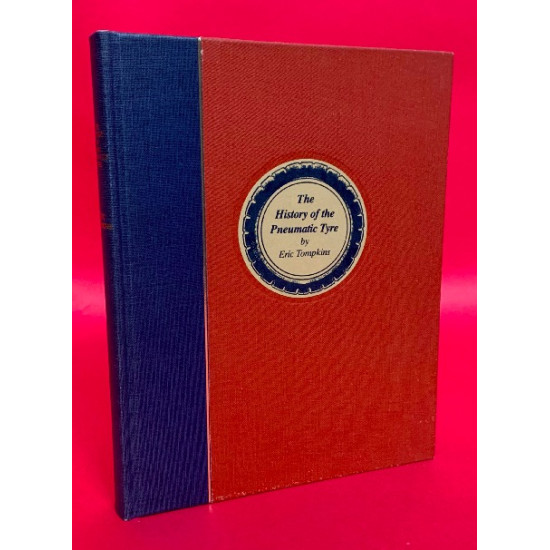 The
History of the
Pneumatic Tyre
by
Eric Tompkins